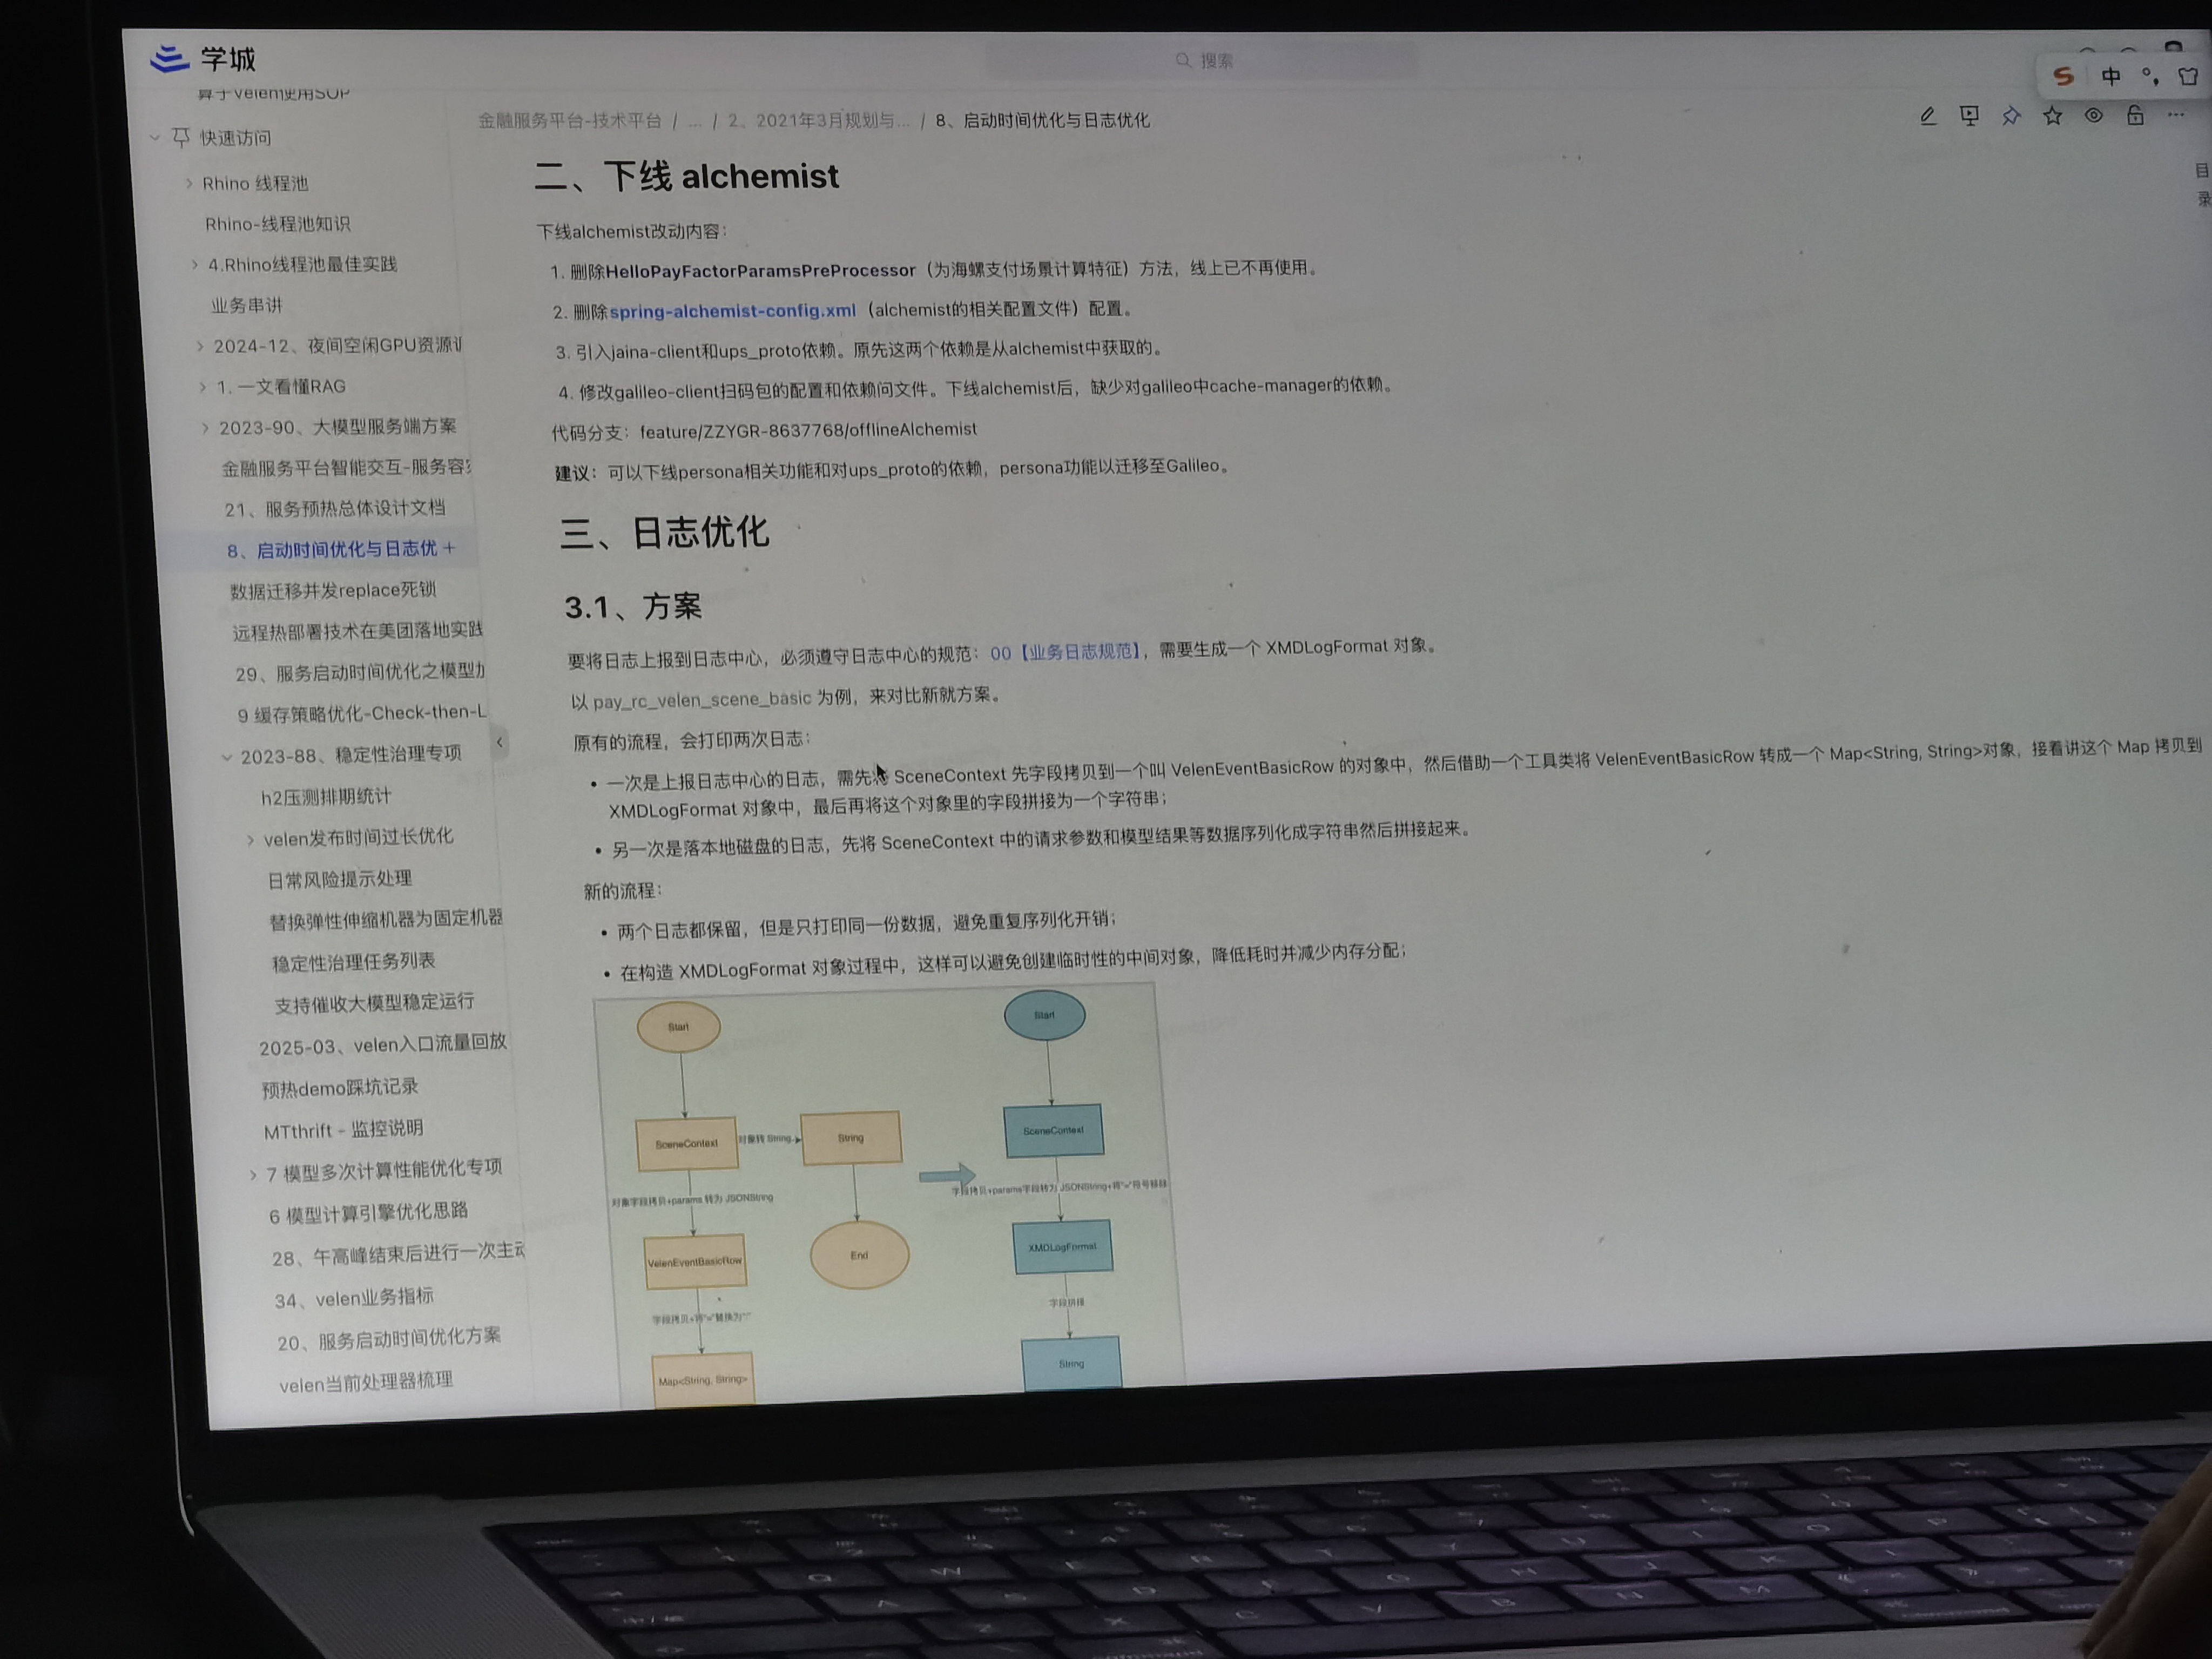 学城
搜索
中
算子velen使用SOP
快速访问
Rhino 线程池
Rhino-线程池知识
4.Rhino线程池最佳实践
业务串讲
2024-12、夜间空闲GPU资源
1. 一文看懂RAG
2023-90、大模型服务端方案
金融服务平台智能交互-服务容
21、服务预热总体设计文档
8、启动时间优化与日志优 +
数据迁移并发replace死锁
远程热部署技术在美团落地实践
29、服务启动时间优化之模型
9 缓存策略优化-Check-then-L
2023-88、稳定性治理专项
h2压测排期统计
velen发布时间过长优化
日常风险提示处理
替换弹性伸缩机器为固定机器
稳定性治理任务列表
支持催收大模型稳定运行
2025-03、velen入口流量回放
预热demo踩坑记录
MTthrift - 监控说明
7 模型多次计算性能优化专项
6 模型计算引擎优化思路
28、午高峰结束后进行一次主动
34、velen业务指标
20、服务启动时间优化方案
velen当前处理器梳理
金融服务平台-技术平台 / ... / 2、2021年3月规划与... / 8、启动时间优化与日志优化
目
录
二、下线 alchemist
下线alchemist改动内容：
1. 删除HelloPayFactorParamsPreProcessor（为海螺支付场景计算特征）方法，线上已不再使用。
2. 删除spring-alchemist-config.xml（alchemist的相关配置文件）配置。
3. 引入jaina-client和ups_proto依赖。原先这两个依赖是从alchemist中获取的。
4. 修改galileo-client扫码包的配置和依赖问文件。下线alchemist后，缺少对galileo中cache-manager的依赖。
代码分支：feature/ZZYGR-8637768/offlineAlchemist
建议：可以下线persona相关功能和对ups_proto的依赖，persona功能以迁移至Galileo。
三、日志优化
3.1、方案
要将日志上报到日志中心，必须遵守日志中心的规范：00【业务日志规范】，需要生成一个 XMDLogFormat 对象。
以 pay_rc_velen_scene_basic 为例，来对比新就方案。
原有的流程，会打印两次日志：
• 一次是上报日志中心的日志，需先将 SceneContext 先字段拷贝到一个叫 VelenEventBasicRow 的对象中，然后借助一个工具类将 VelenEventBasicRow 转成一个 Map<String, String>对象，接着讲这个 Map 拷贝到
XMDLogFormat 对象中，最后再将这个对象里的字段拼接为一个字符串；
• 另一次是落本地磁盘的日志，先将 SceneContext 中的请求参数和模型结果等数据序列化成字符串然后拼接起来。
新的流程：
• 两个日志都保留，但是只打印同一份数据，避免重复序列化开销；
• 在构造 XMDLogFormat 对象过程中，这样可以避免创建临时性的中间对象，降低耗时并减少内存分配；
Start
SceneContext
对象转 String
String
对象字段拷贝+params 转为 JSONString
VelenEventBasicRow
End
字段拷贝+将"="替换为":"
Map<String, String>
Start
SceneContext
字段拷贝+params字段转为 JSONString+将"="符号移除
XMDLogFormat
字段拼接
String